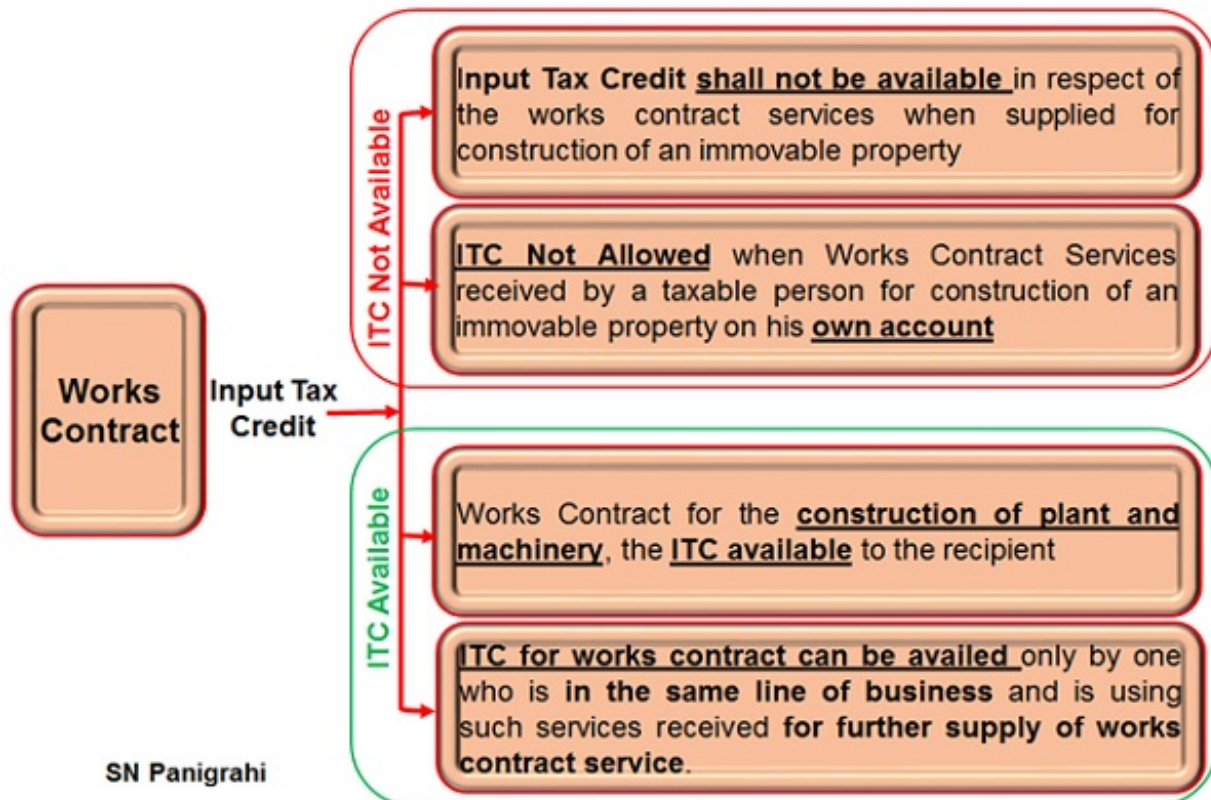 Works
Contract
Input Tax
Credit
ITC Not Available
Input Tax Credit shall not be available in respect of
the works contract services when supplied for
construction of an immovable property
ITC Not Allowed when Works Contract Services
received by a taxable person for construction of an
immovable property on his own account
ITC Available
Works Contract for the construction of plant and
machinery, the ITC available to the recipient
ITC for works contract can be availed only by one
who is in the same line of business and is using
such services received for further supply of works
contract service.
SN Panigrahi